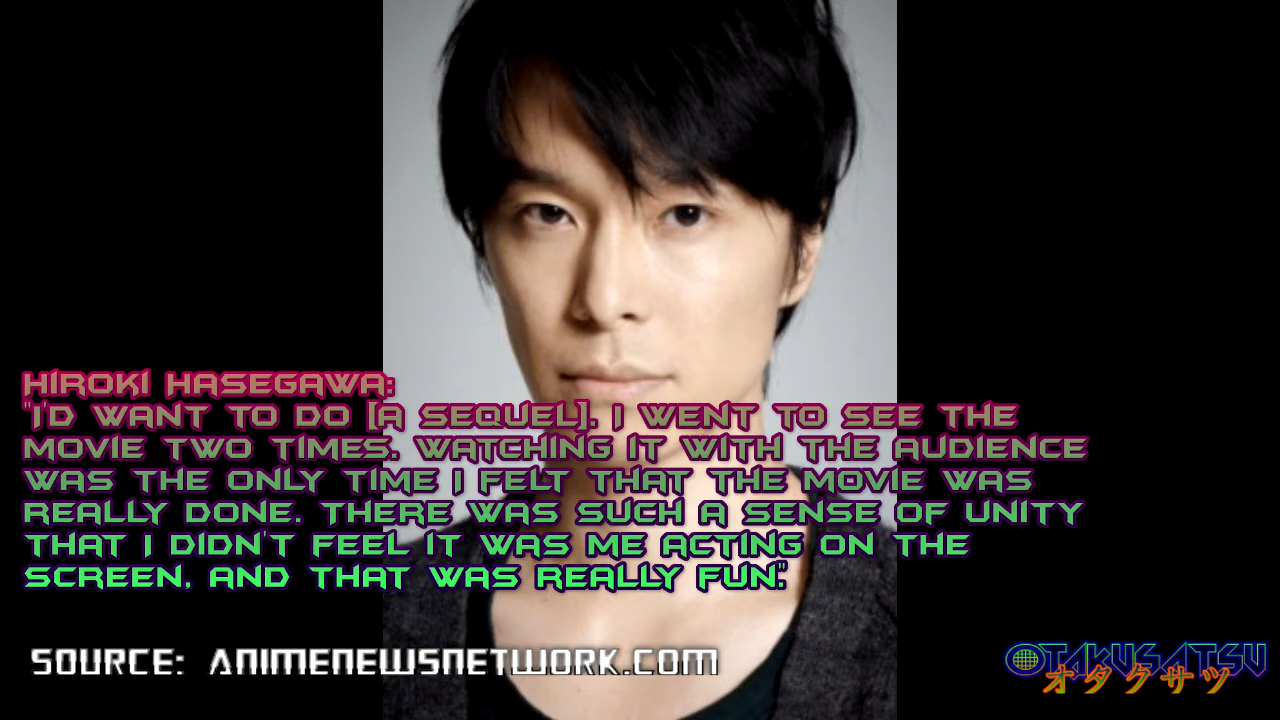 HIROKI HASEGAWA:
"I'D WANT TO DO [A SEQUEL]. I WENT TO SEE THE
MOVIE TWO TIMES. WATCHING IT WITH THE AUDIENCE
WAS THE ONLY TIME I FELT THAT THE MOVIE WAS
REALLY DONE. THERE WAS SUCH A SENSE OF UNITY
THAT I DIDN'T FEEL IT WAS ME ACTING ON THE
SCREEN, AND THAT WAS REALLY FUN."
SOURCE: ANIMENEWSNETWORK.COM
OTAKUSATSU
オタクサツ